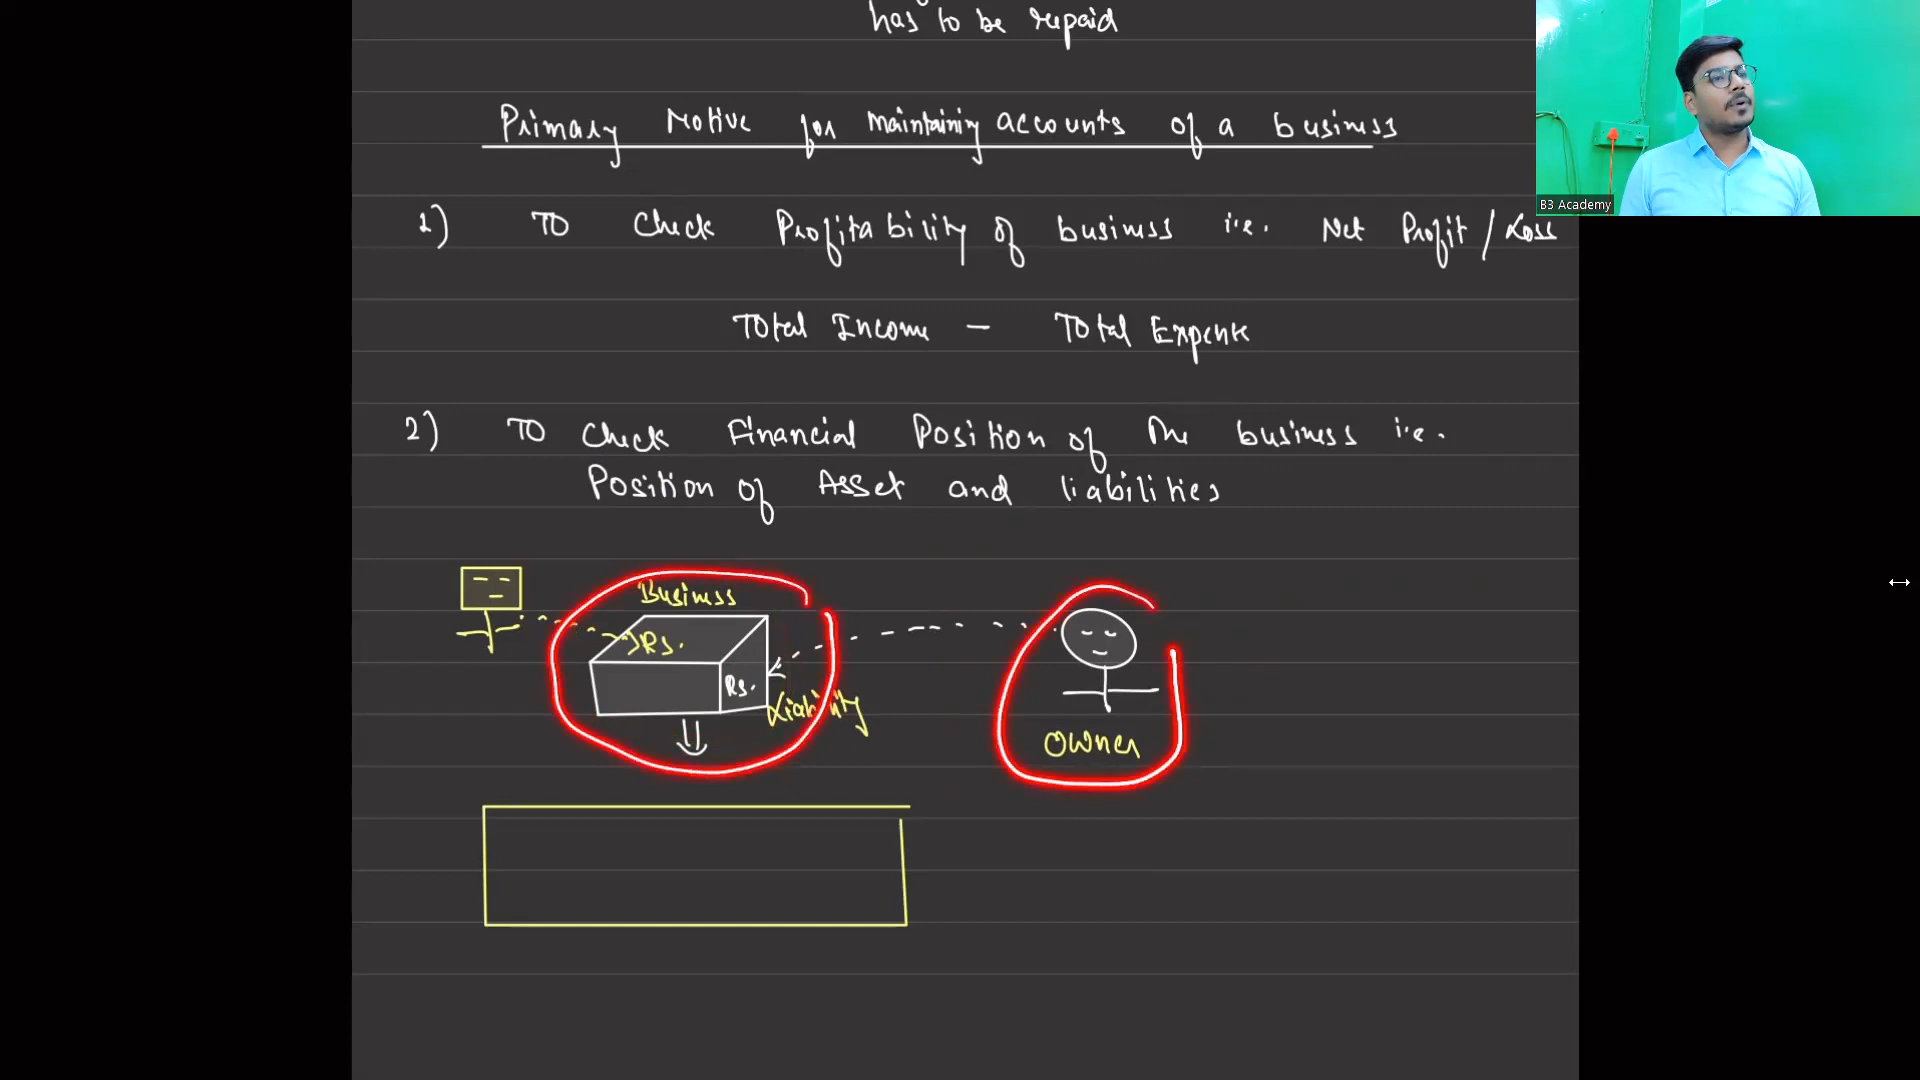 has to be repaid
Primary Motive for Maintaining accounts of a business
1) To Check Profitability of business i.e. Net Profit / Loss
Total Income - Total Expense
2) To Check Financial Position of the business i.e.
Position of Asset and liabilities
Business
Rs.
Rs.
Liability
Owner
B3 Academy